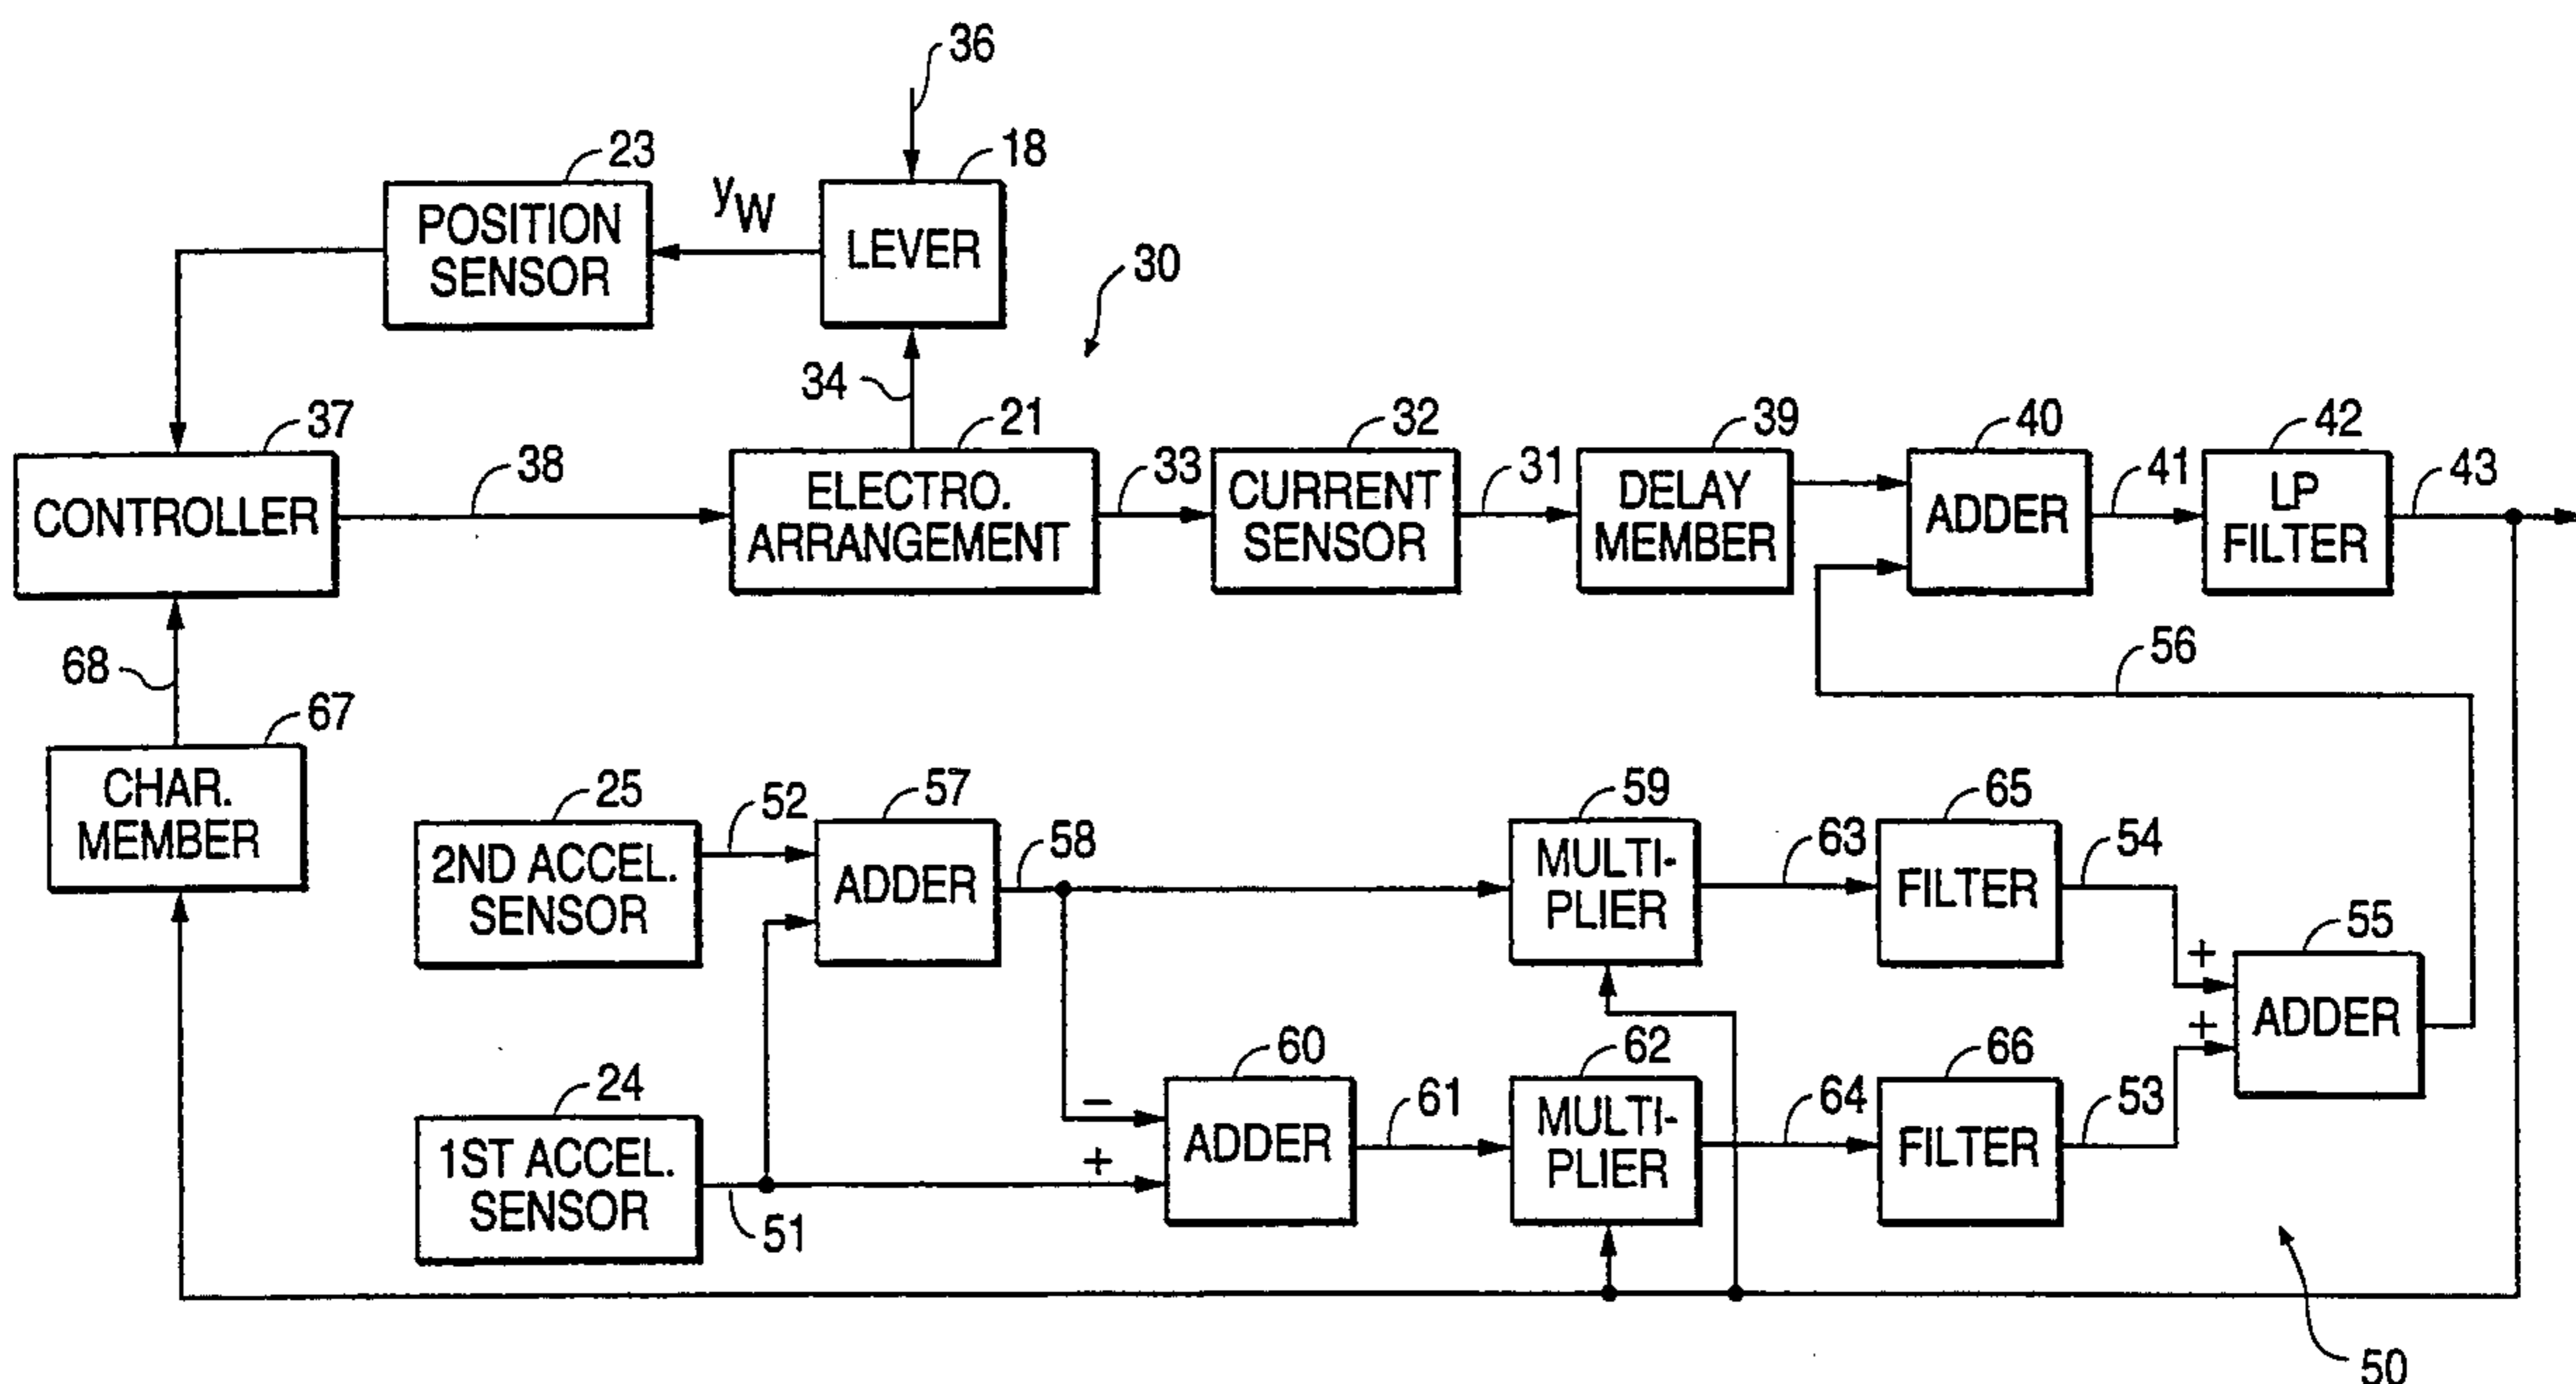 36
23
18
POSITION
SENSOR
yW
LEVER
30
34
37
38
21
33
32
31
39
40
41
42
43
CONTROLLER
ELECTRO.
ARRANGEMENT
CURRENT
SENSOR
DELAY
MEMBER
ADDER
LP
FILTER
56
68
67
CHAR.
MEMBER
25
52
57
58
59
63
65
54
2ND ACCEL.
SENSOR
ADDER
MULTI-
PLIER
FILTER
+
55
+
ADDER
24
60
61
62
64
66
53
1ST ACCEL.
SENSOR
51
−
+
ADDER
MULTI-
PLIER
FILTER
50